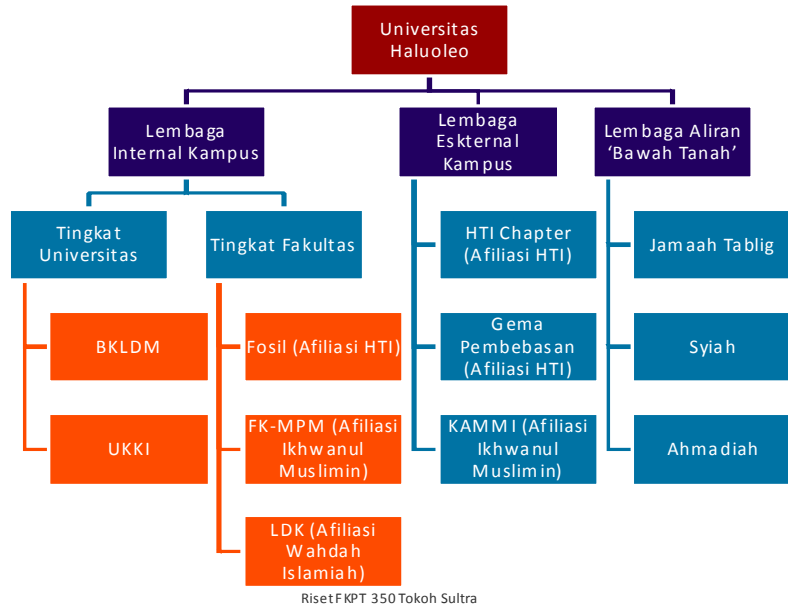 Universitas
Haluoleo
Lembaga
Internal Kampus
Lembaga
Eskternal
Kampus
Lembaga Aliran
‘Bawah Tanah’
Tingkat
Universitas
Tingkat Fakultas
HTI Chapter
(Afiliasi HTI)
Jamaah Tablig
BKLDM
Fosil (Afiliasi HTI)
Gema
Pembebasan
(Afiliasi HTI)
Syiah
UKKI
FK-MPM (Afiliasi
Ikhwanul
Muslimin)
KAMMI (Afiliasi
Ikhwanul
Muslimin)
Ahmadiah
LDK (Afiliasi
Wahdah
Islamiah)
Riset FKPT 350 Tokoh Sultra